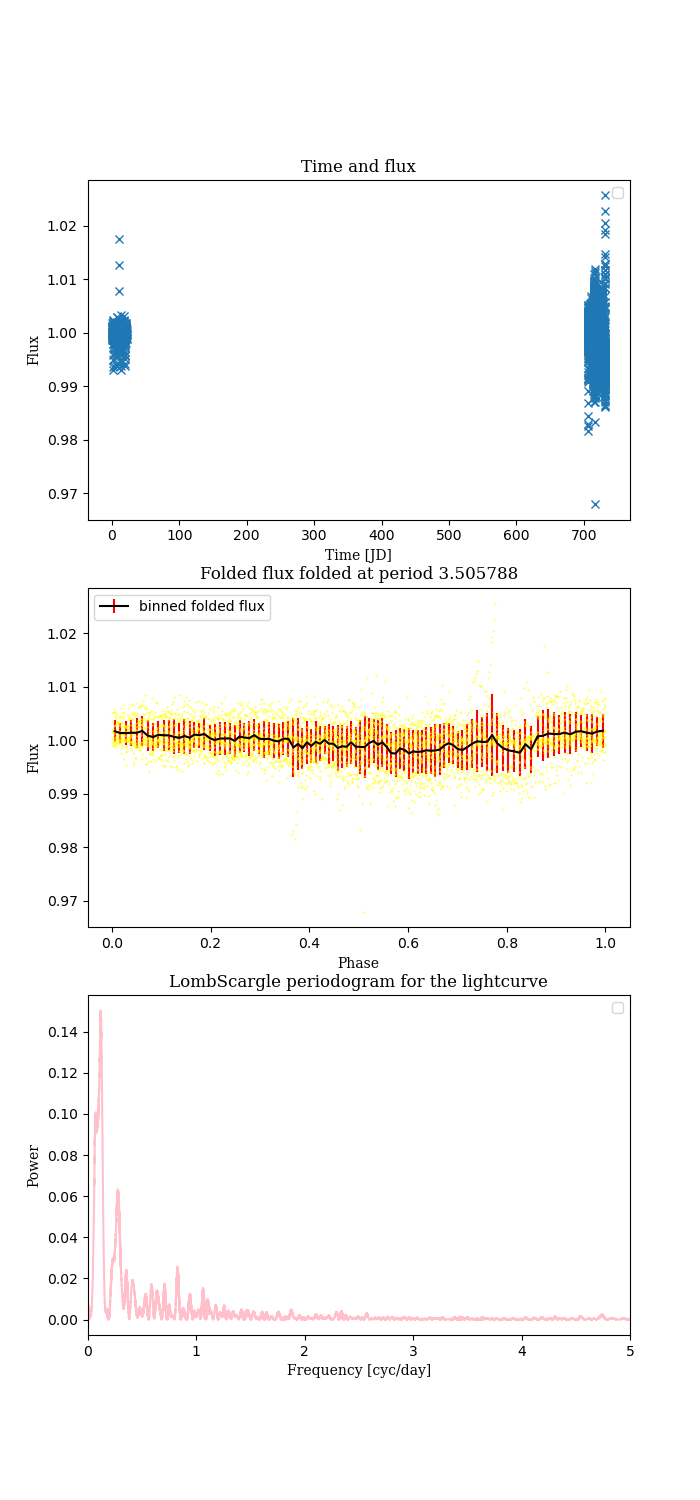 Time and flux
1.02
1.01
1.00
0.99
0.98
0.97
Flux
0 100 200 300 400 500 600 700
Time [JD]
Folded flux folded at period 3.505788
binned folded flux
1.02
1.01
1.00
0.99
0.98
0.97
Flux
0.0 0.2 0.4 0.6 0.8 1.0
Phase
LombScargle periodogram for the lightcurve
0.14
0.12
0.10
0.08
0.06
0.04
0.02
0.00
Power
0 1 2 3 4 5
Frequency [cyc/day]